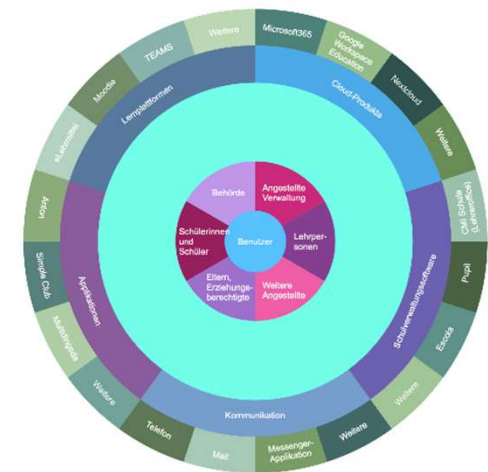 Weitere
Microsoft365
Google
Workspace
Education
Nextcloud
Weitere
CMI Schule
(Lehreroffice)
Pupil
Escola
Weitere
Weitere
Messenger-
Applikation
Mail
Telefon
Weitere
Multidingsda
Simple Club
Anton
eLehrmittel
Moodle
TEAMS
Lernplattformen
Cloud-Produkte
Schulverwaltungssoftware
Kommunikation
Applikationen
Behörde
Angestellte
Verwaltung
Lehrper-
sonen
Weitere
Angestellte
Eltern,
Erziehungs-
berechtigte
Schülerinnen
und
Schüler
Benutzer